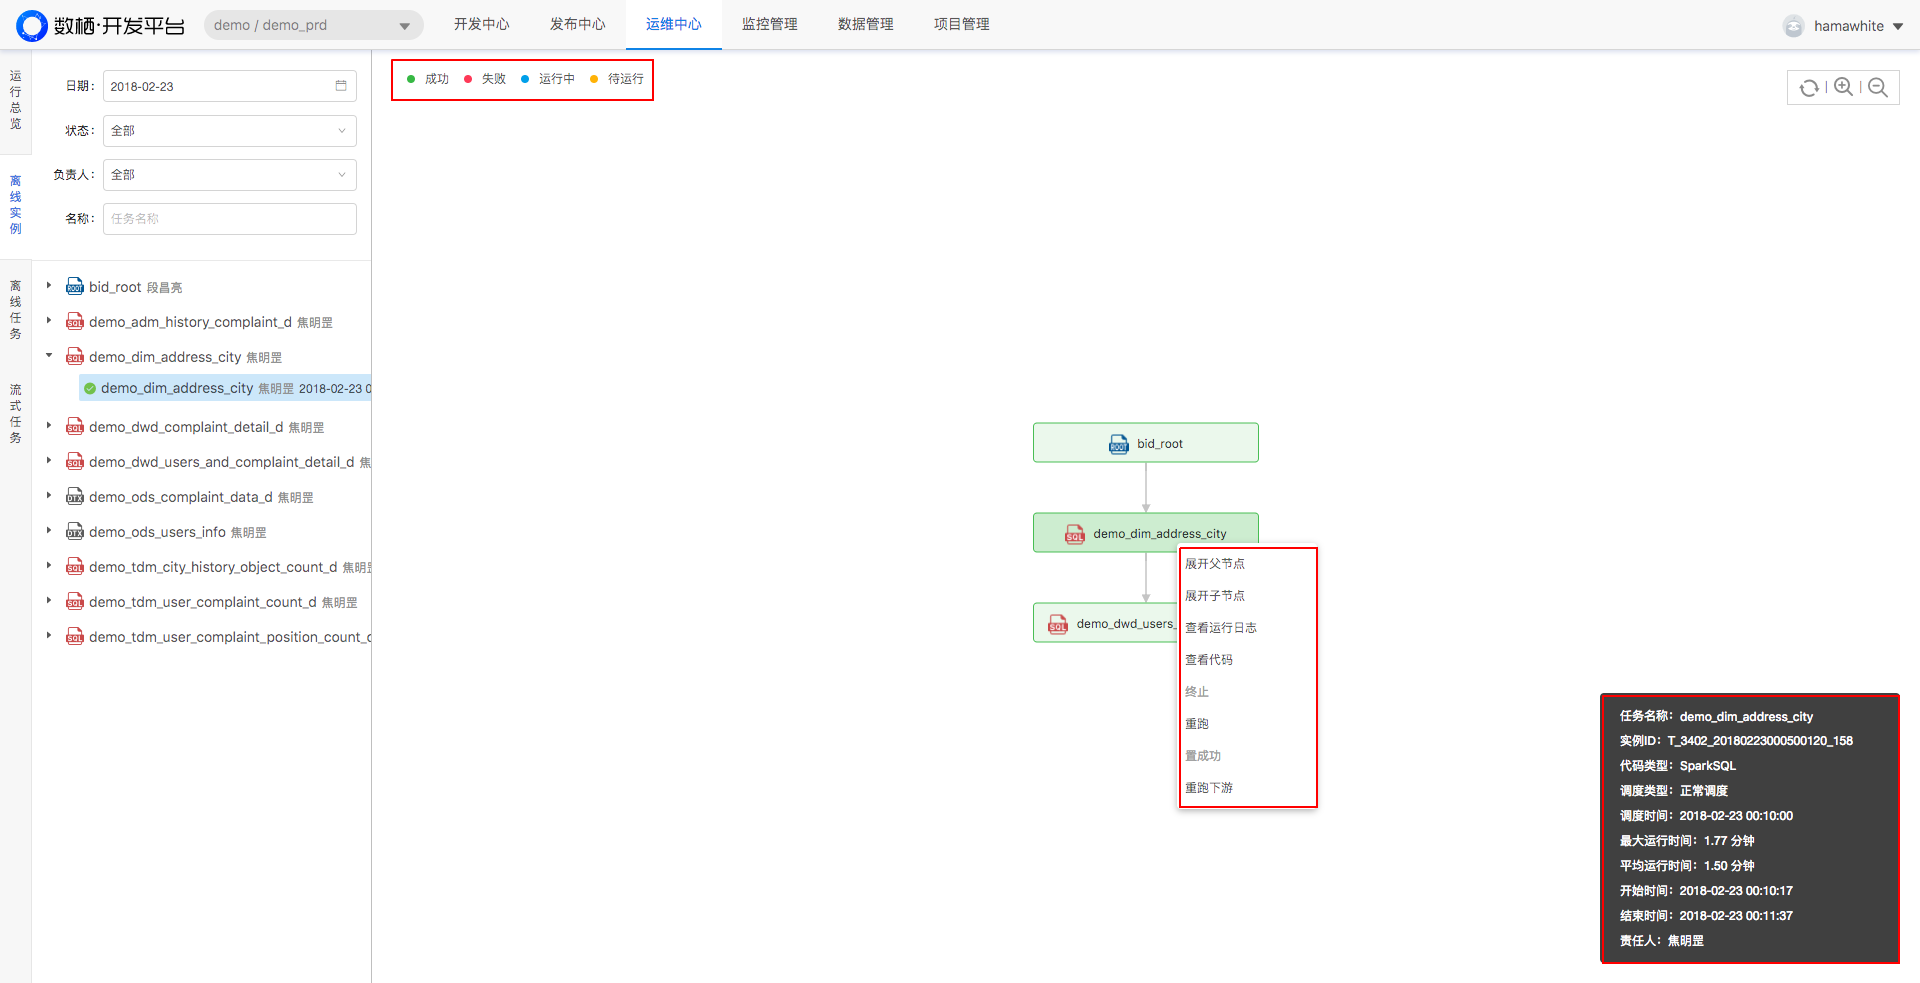 数栖·开发平台
demo / demo_prd
开发中心
发布中心
运维中心
监控管理
数据管理
项目管理
hamawhite
运行总览
离线实例
离线任务
流式任务
日期：
2018-02-23
状态：
全部
负责人：
全部
名称：
任务名称
bid_root 段昌亮
demo_adm_history_complaint_d 焦明罡
demo_dim_address_city 焦明罡
demo_dim_address_city 焦明罡 2018-02-23 0
demo_dwd_complaint_detail_d 焦明罡
demo_dwd_users_and_complaint_detail_d 焦
demo_ods_complaint_data_d 焦明罡
demo_ods_users_info 焦明罡
demo_tdm_city_history_object_count_d 焦明罡
demo_tdm_user_complaint_count_d 焦明罡
demo_tdm_user_complaint_position_count_d
成功
失败
运行中
待运行
bid_root
demo_dim_address_city
demo_dwd_users_
展开父节点
展开子节点
查看运行日志
查看代码
终止
重跑
置成功
重跑下游
任务名称：demo_dim_address_city
实例ID：T_3402_20180223000500120_158
代码类型：SparkSQL
调度类型：正常调度
调度时间：2018-02-23 00:10:00
最大运行时间：1.77 分钟
平均运行时间：1.50 分钟
开始时间：2018-02-23 00:10:17
结束时间：2018-02-23 00:11:37
责任人：焦明罡